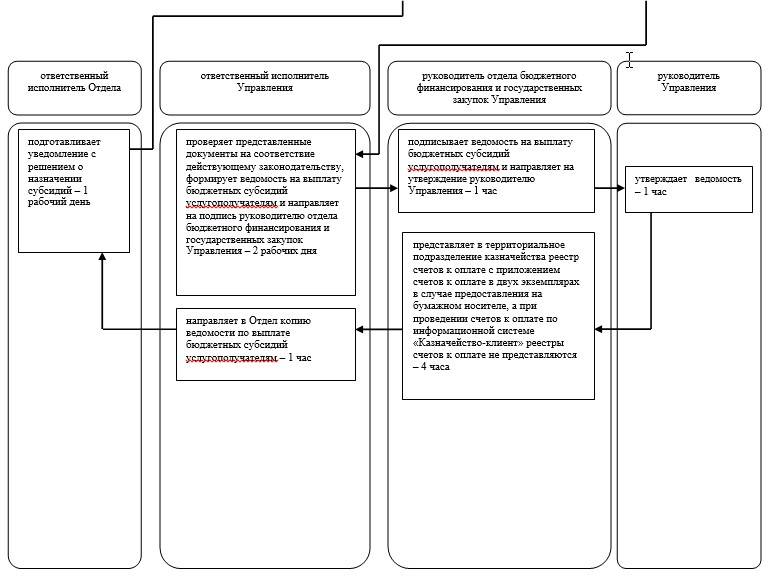 ответственный
исполнитель Отдела
ответственный исполнитель
Управления
руководитель отдела бюджетного
финансирования и государственных
закупок Управления
руководитель
Управления
подготавливает
уведомление с
решением о
назначении
субсидий – 1
рабочий день
проверяет представленные
документы на соответствие
действующему законодательству,
формирует ведомость на выплату
бюджетных субсидий
услугополучателям и направляет
на подпись руководителю отдела
бюджетного финансирования и
государственных закупок
Управления – 2 рабочих дня
подписывает ведомость на выплату
бюджетных субсидий
услугополучателям и направляет на
утверждение руководителю
Управления – 1 час
утверждает ведомость
– 1 час
представляет в территориальное
подразделение казначейства реестр
счетов к оплате с приложением
счетов к оплате в двух экземплярах
в случае предоставления на
бумажном носителе, а при
проведении счетов к оплате по
информационной системе
«Казначейство-клиент» реестры
счетов к оплате не представляются
– 4 часа
направляет в Отдел копию
ведомости по выплате
бюджетных субсидий
услугополучателям – 1 час